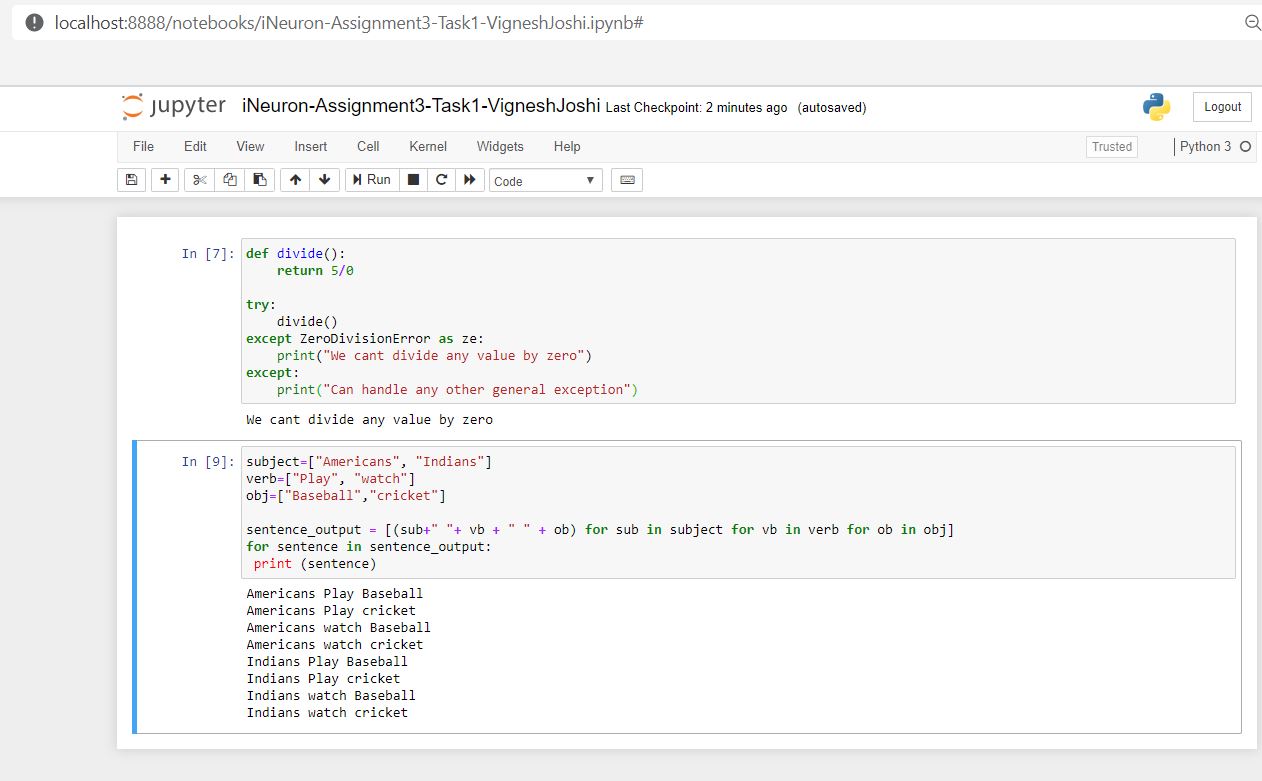 localhost:8888/notebooks/iNeuron-Assignment3-Task1-VigneshJoshi.ipynb#
jupyter iNeuron-Assignment3-Task1-VigneshJoshi Last Checkpoint: 2 minutes ago (autosaved) Logout
File Edit View Insert Cell Kernel Widgets Help Trusted Python 3
Run Code
In [7]: def divide():
    return 5/0

try:
    divide()
except ZeroDivisionError as ze:
    print("We cant divide any value by zero")
except:
    print("Can handle any other general exception")
We cant divide any value by zero
In [9]: subject=["Americans", "Indians"]
verb=["Play", "watch"]
obj=["Baseball","cricket"]

sentence_output = [(sub+" "+ vb + " " + ob) for sub in subject for vb in verb for ob in obj]
for sentence in sentence_output:
 print (sentence)
Americans Play Baseball
Americans Play cricket
Americans watch Baseball
Americans watch cricket
Indians Play Baseball
Indians Play cricket
Indians watch Baseball
Indians watch cricket